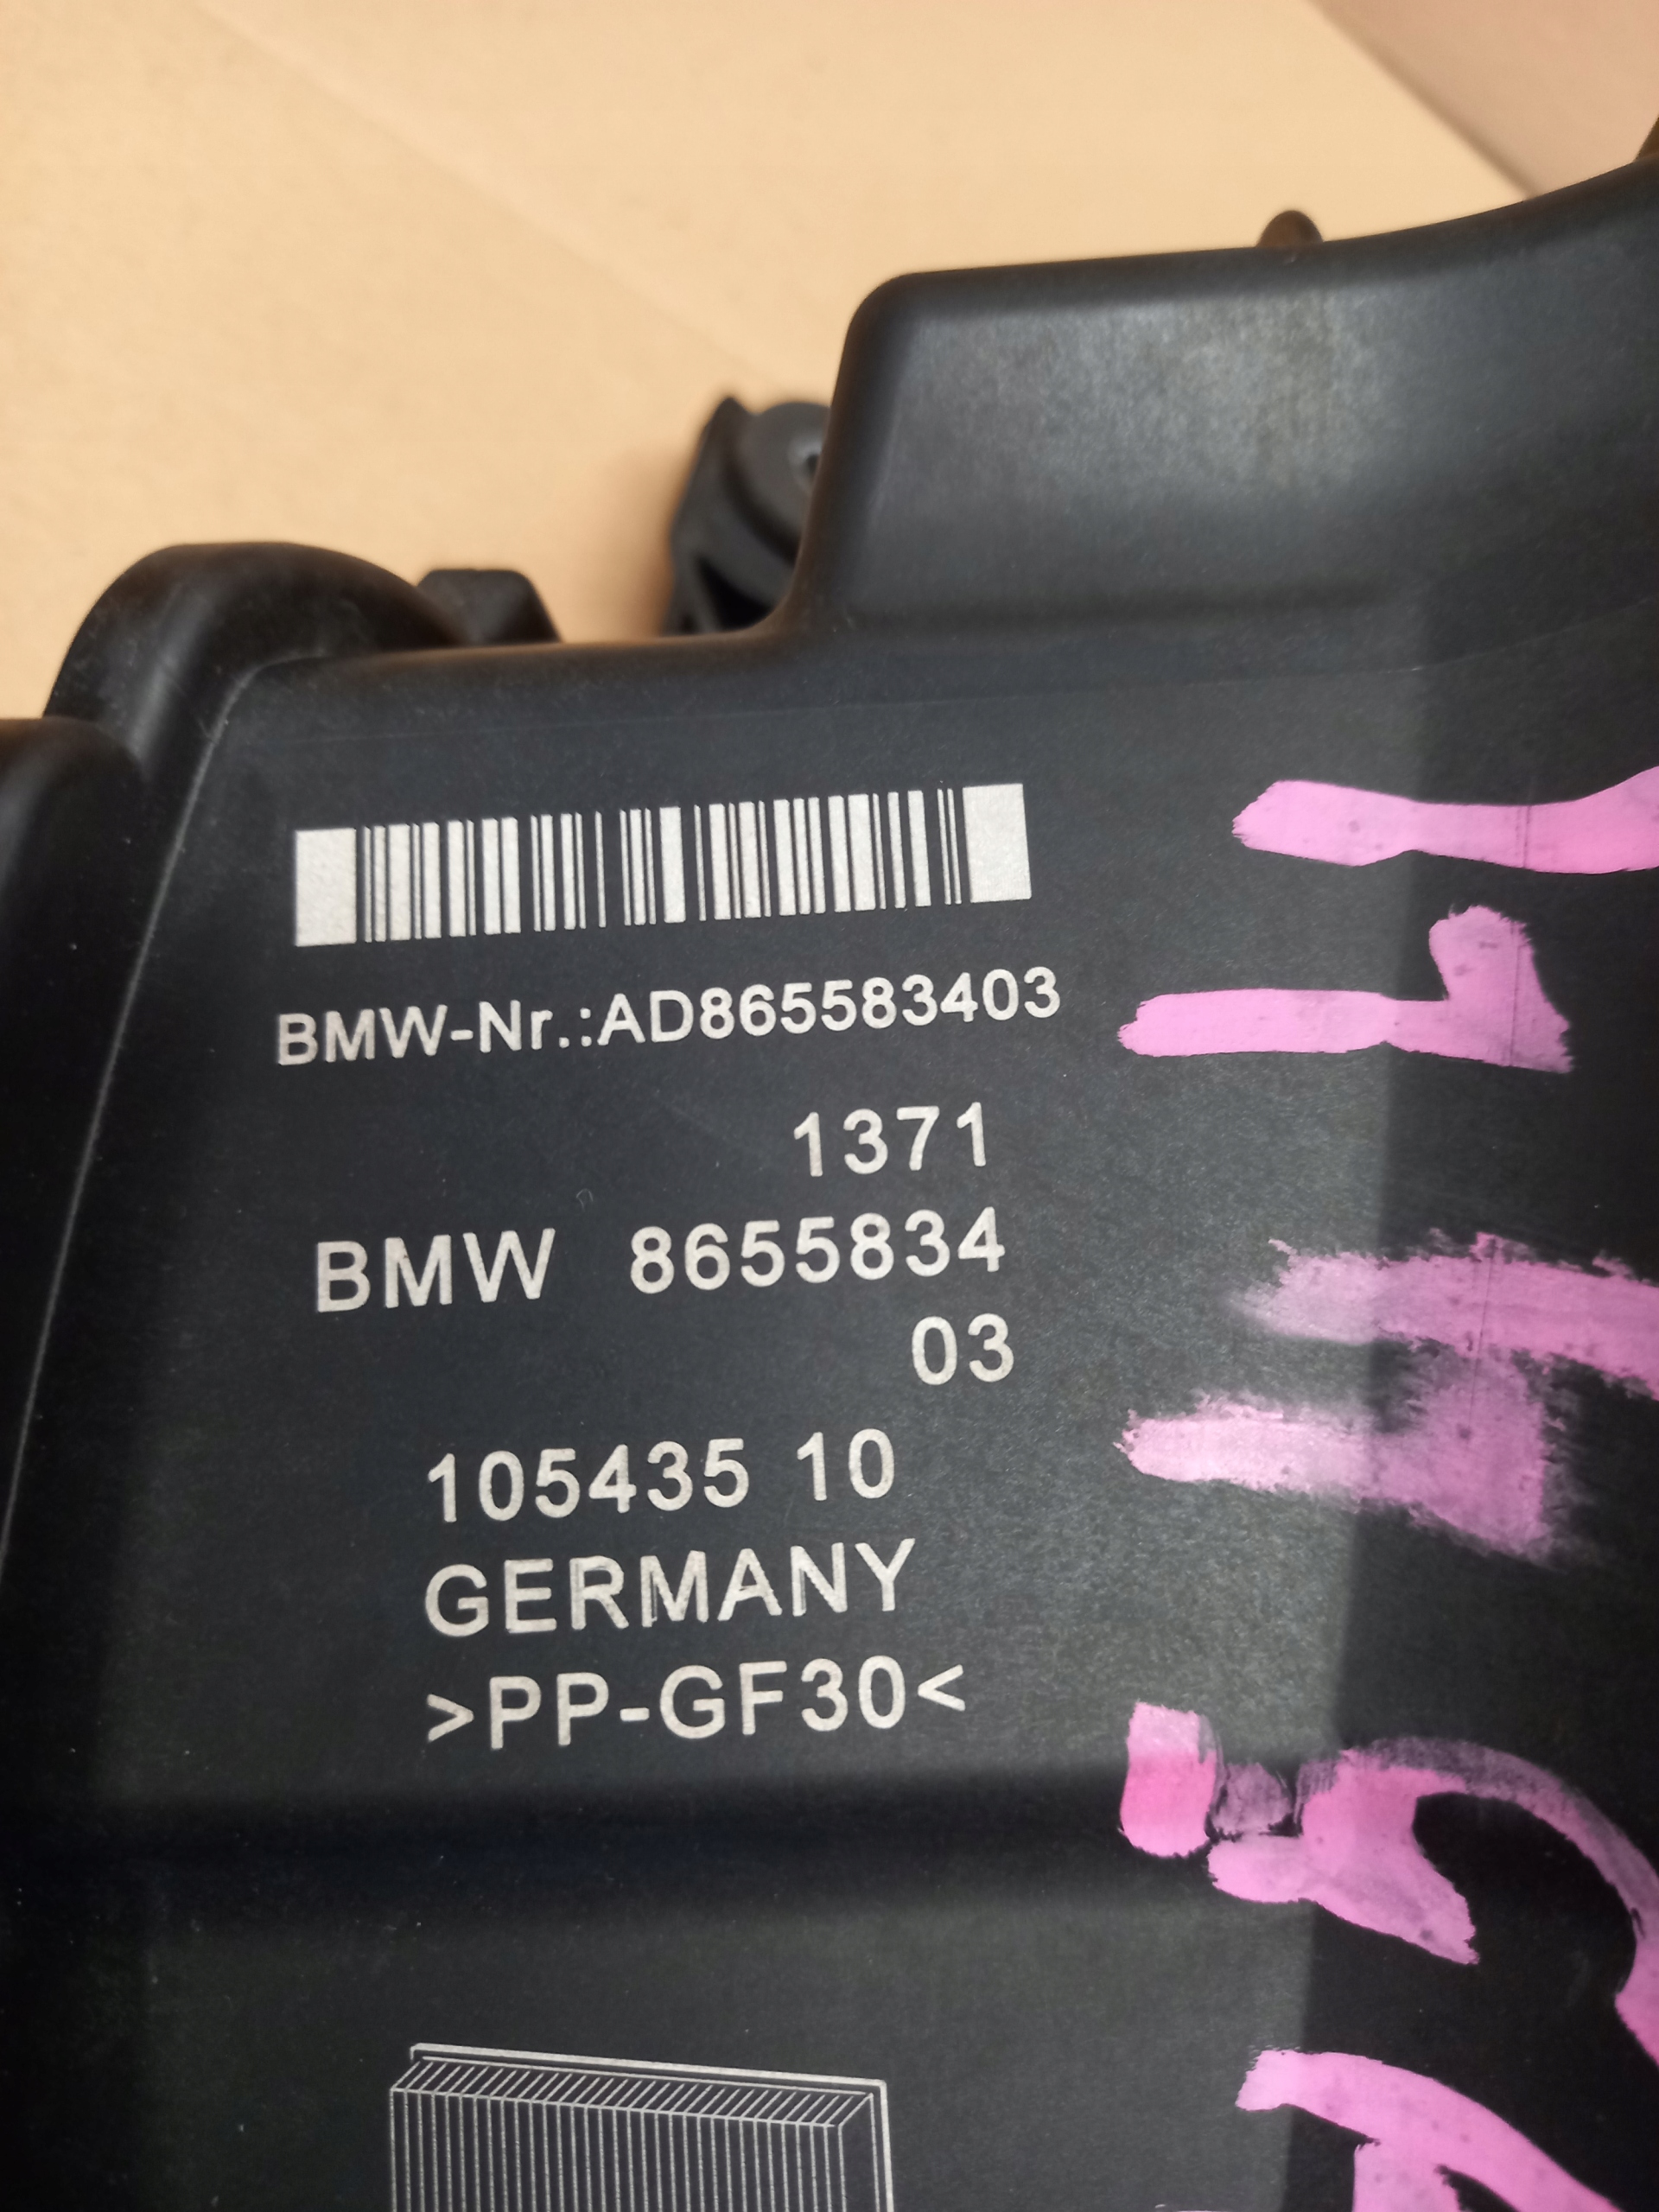 BMW-Nr.:AD865583403
1371
BMW 8655834
03
105435 10
GERMANY
>PP-GF30<